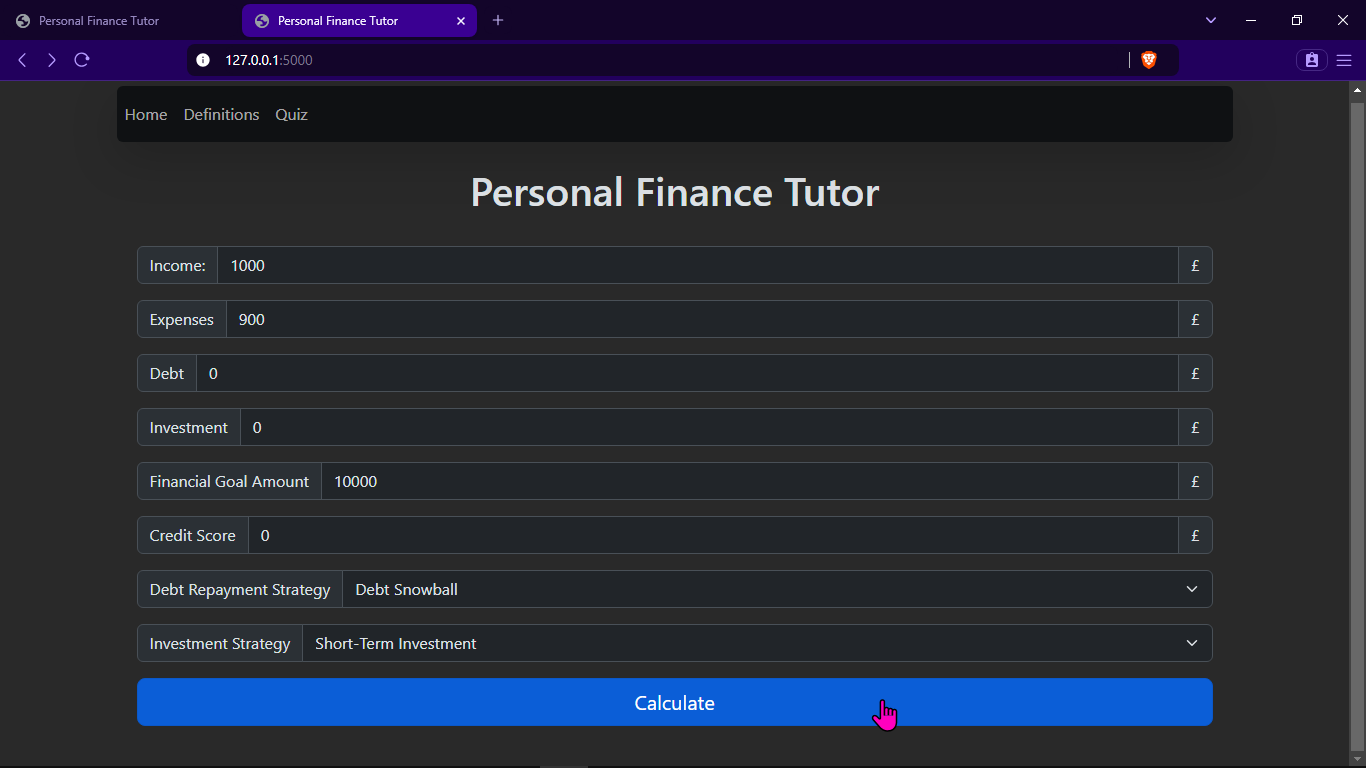 Personal Finance Tutor
Personal Finance Tutor
127.0.0.1:5000
Home Definitions Quiz
Personal Finance Tutor
Income: 1000 £
Expenses 900 £
Debt 0 £
Investment 0 £
Financial Goal Amount 10000 £
Credit Score 0 £
Debt Repayment Strategy Debt Snowball
Investment Strategy Short-Term Investment
Calculate